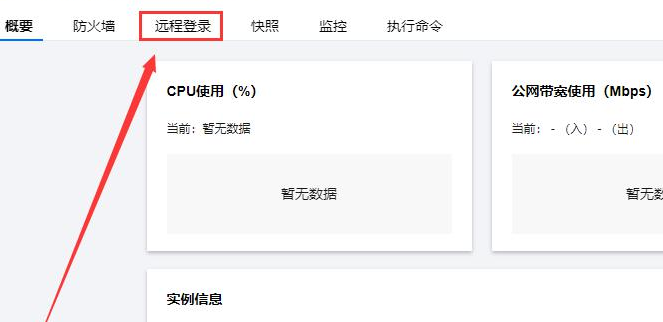 概要 防火墙 远程登录 快照 监控 执行命令
CPU使用（%） 公网带宽使用（Mbps）
当前：暂无数据 当前：-（入）-（出）
暂无数据 暂无
实例信息